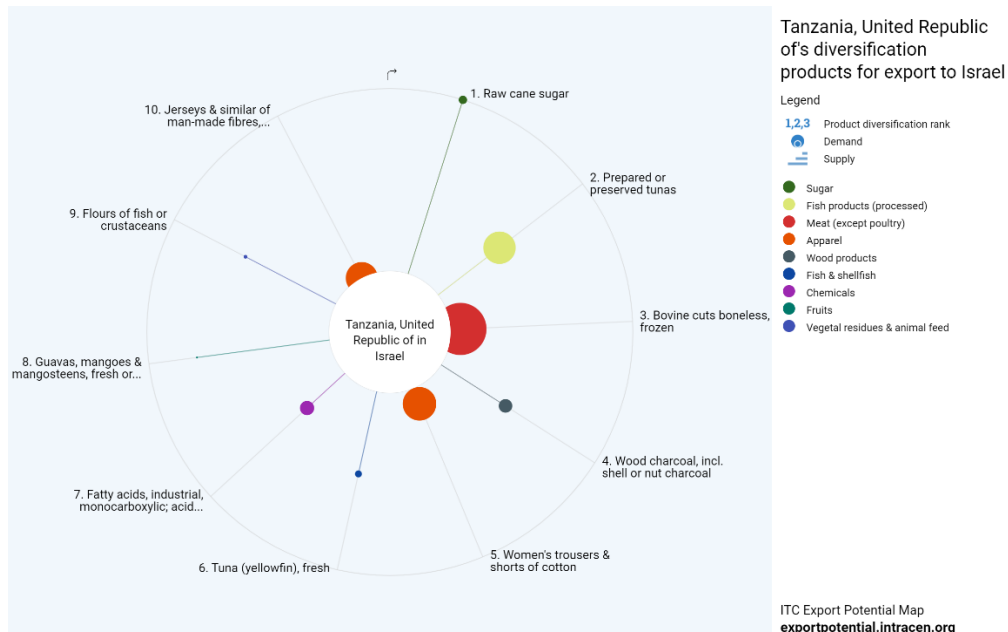 Tanzania, United Republic
of's diversification
products for export to Israel
Legend
1,2,3 Product diversification rank
Demand
Supply
Sugar
Fish products (processed)
Meat (except poultry)
Apparel
Wood products
Fish & shellfish
Chemicals
Fruits
Vegetal residues & animal feed
1. Raw cane sugar
2. Prepared or
preserved tunas
3. Bovine cuts boneless,
frozen
4. Wood charcoal, incl.
shell or nut charcoal
5. Women's trousers &
shorts of cotton
6. Tuna (yellowfin), fresh
7. Fatty acids, industrial,
monocarboxylic; acid...
8. Guavas, mangoes &
mangosteens, fresh or...
9. Flours of fish or
crustaceans
10. Jerseys & similar of
man-made fibres,...
Tanzania, United
Republic of in
Israel
ITC Export Potential Map
exportpotential.intracen.org